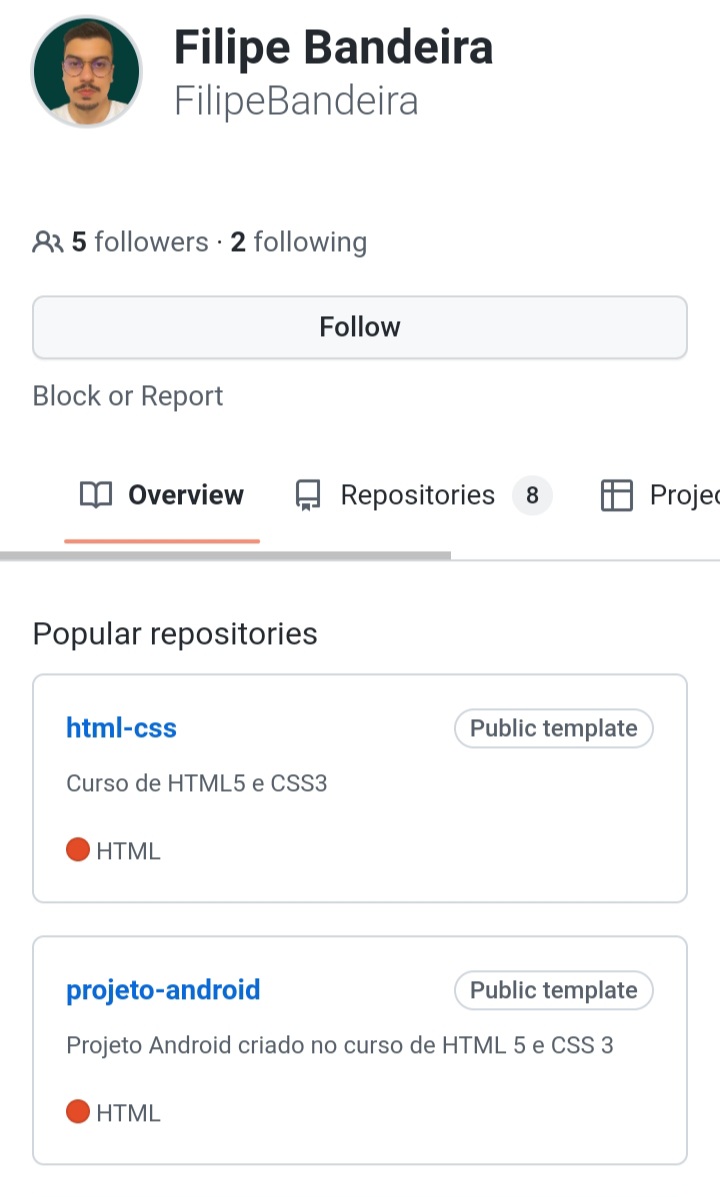 Filipe Bandeira
FilipeBandeira
5 followers · 2 following
Follow
Block or Report
Overview Repositories 8 Projec
Popular repositories
html-css Public template
Curso de HTML5 e CSS3
HTML
projeto-android Public template
Projeto Android criado no curso de HTML 5 e CSS 3
HTML